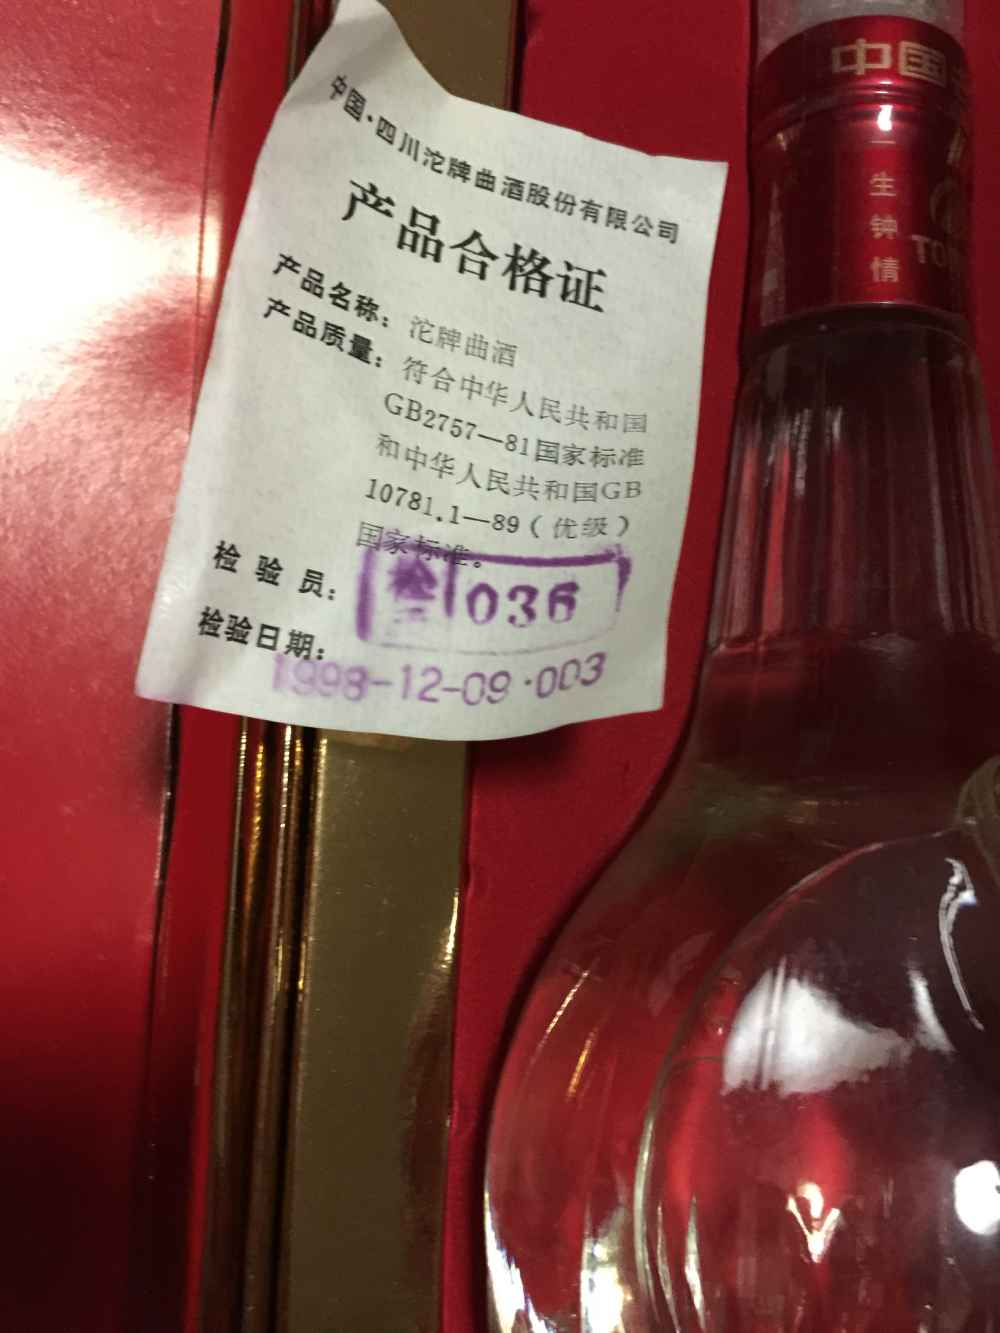 中国·四川沱牌曲酒股份有限公司
产品合格证
产品名称：沱牌曲酒
产品质量：符合中华人民共和国
GB2757—81国家标准
和中华人民共和国GB
10781.1—89（优级）
国家标准。
检验员：
036
检验日期：
1998-12-09·003
中国
一生钟情
TO